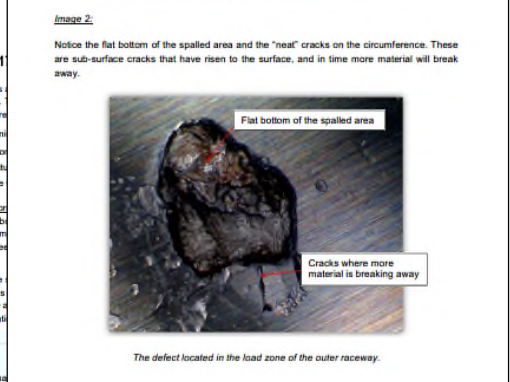 Image 2:
Notice the flat bottom of the spalled area and the “neat” cracks on the circumference. These
are sub-surface cracks that have risen to the surface, and in time more material will break
away.
Flat bottom of the spalled area
Cracks where more
material is breaking away
The defect located in the load zone of the outer raceway.